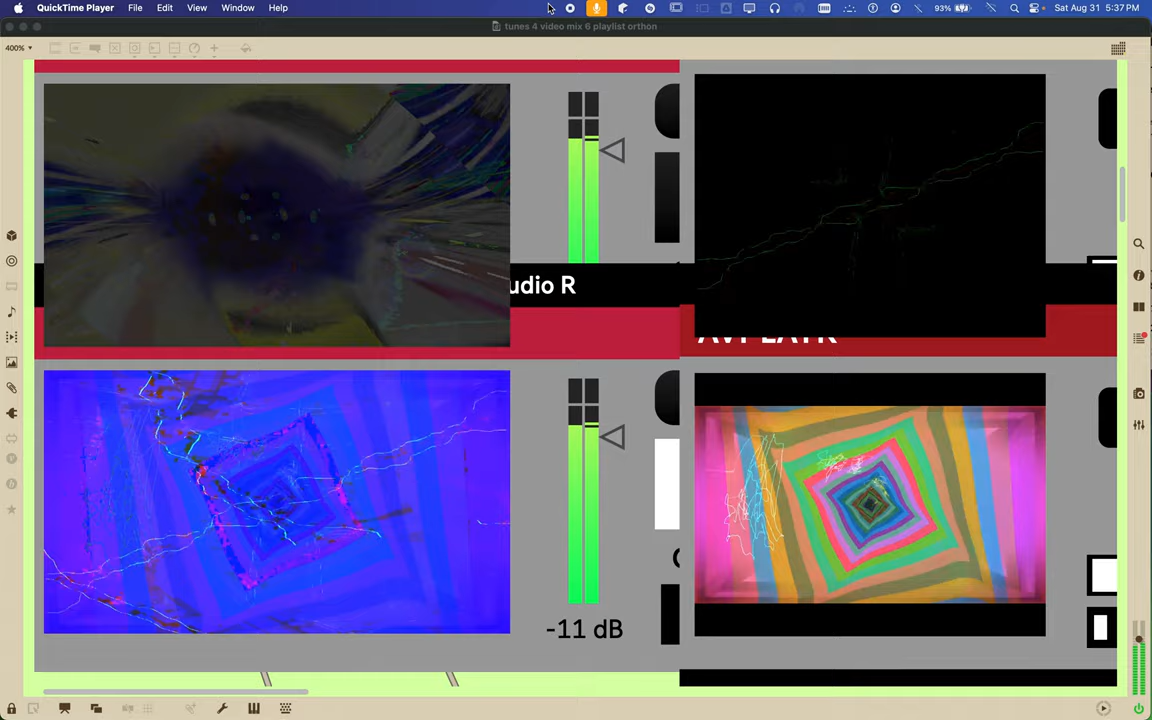 QuickTime Player File Edit View Window Help 93% Sat Aug 31 5:37 PM
tunes 4 video mix 6 playlist orthon
400%
udio R
-11 dB